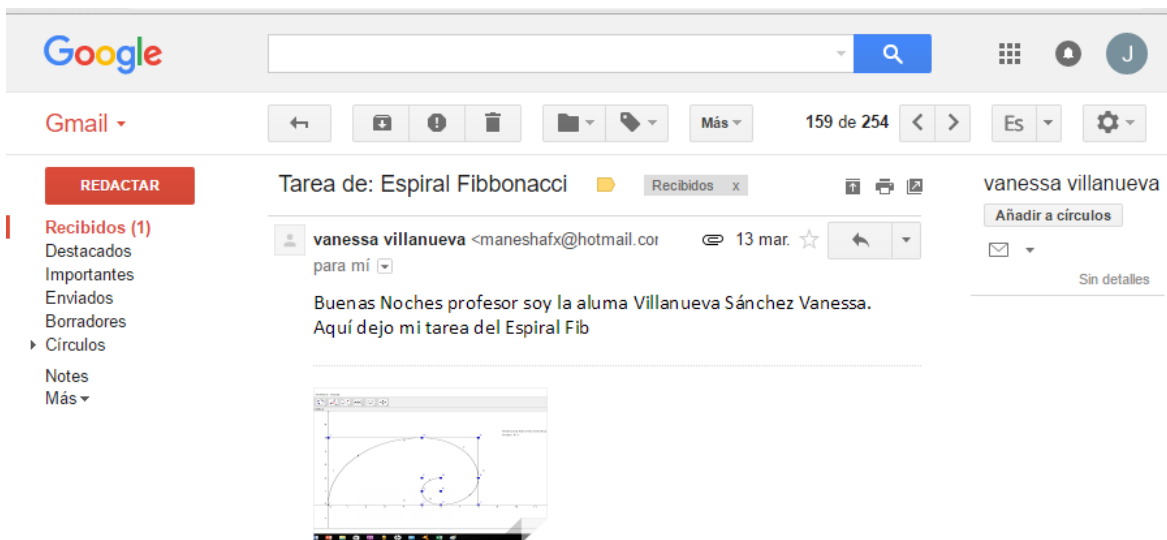 Google
J
Gmail
Más
159 de 254
Es
REDACTAR
Recibidos (1)
Destacados
Importantes
Enviados
Borradores
Círculos
Notes
Más
Tarea de: Espiral Fibbonacci
Recibidos x
vanessa villanueva <maneshafx@hotmail.cor
13 mar.
para mí
Buenas Noches profesor soy la aluma Villanueva Sánchez Vanessa.
Aquí dejo mi tarea del Espiral Fib
vanessa villanueva
Añadir a círculos
Sin detalles